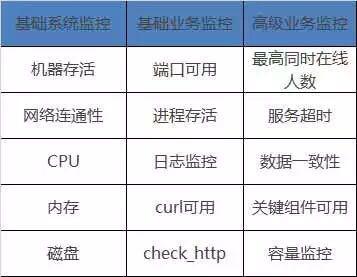 基础系统监控 基础业务监控 高级业务监控
机器存活 端口可用 最高同时在线
人数
网络连通性 进程存活 服务超时
CPU 日志监控 数据一致性
内存 curl可用 关键组件可用
磁盘 check_http 容量监控